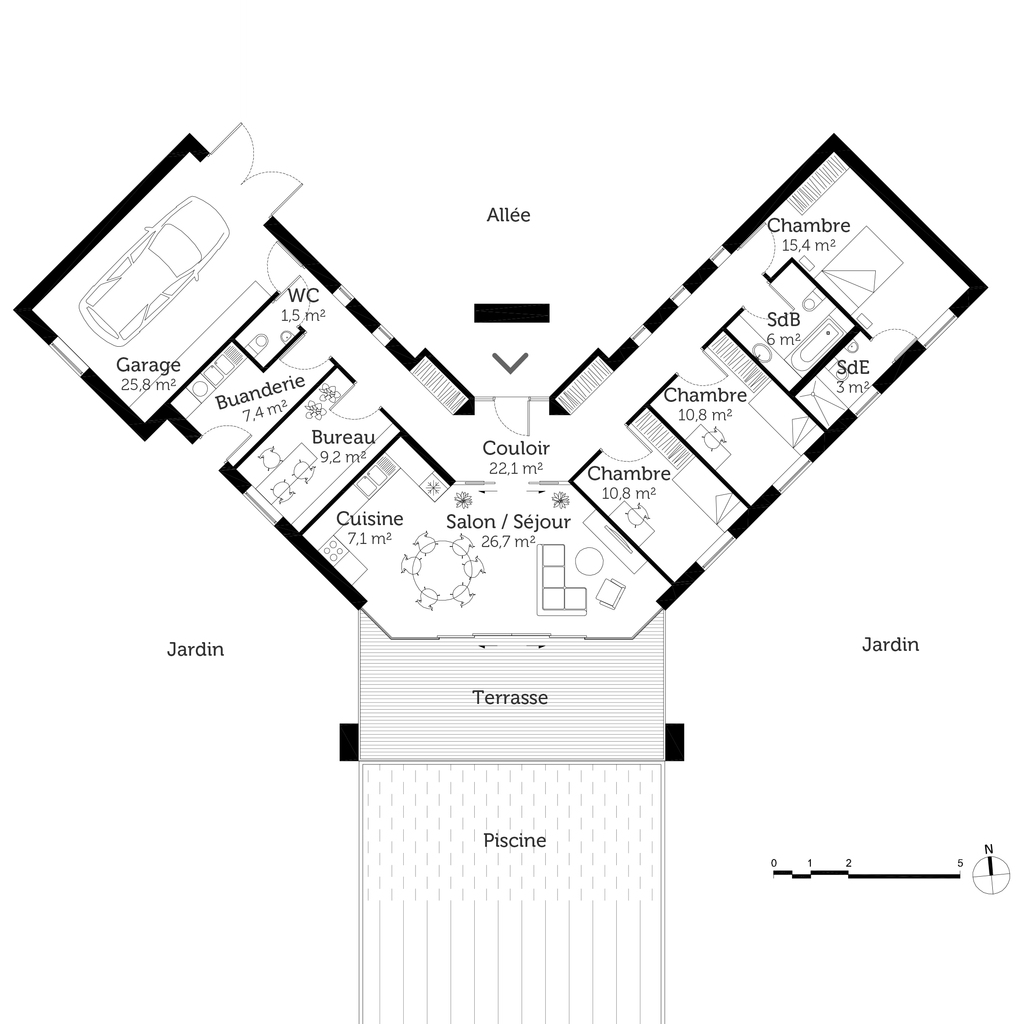 Allée
Chambre
15,4 m²
WC
1,5 m²
SdB
6 m²
Garage
25,8 m²
SdE
3 m²
Buanderie
7,4 m²
Chambre
10,8 m²
Bureau
9,2 m²
Couloir
22,1 m²
Chambre
10,8 m²
Cuisine
7,1 m²
Salon / Séjour
26,7 m²
Jardin
Jardin
Terrasse
Piscine
N
0 1 2 5